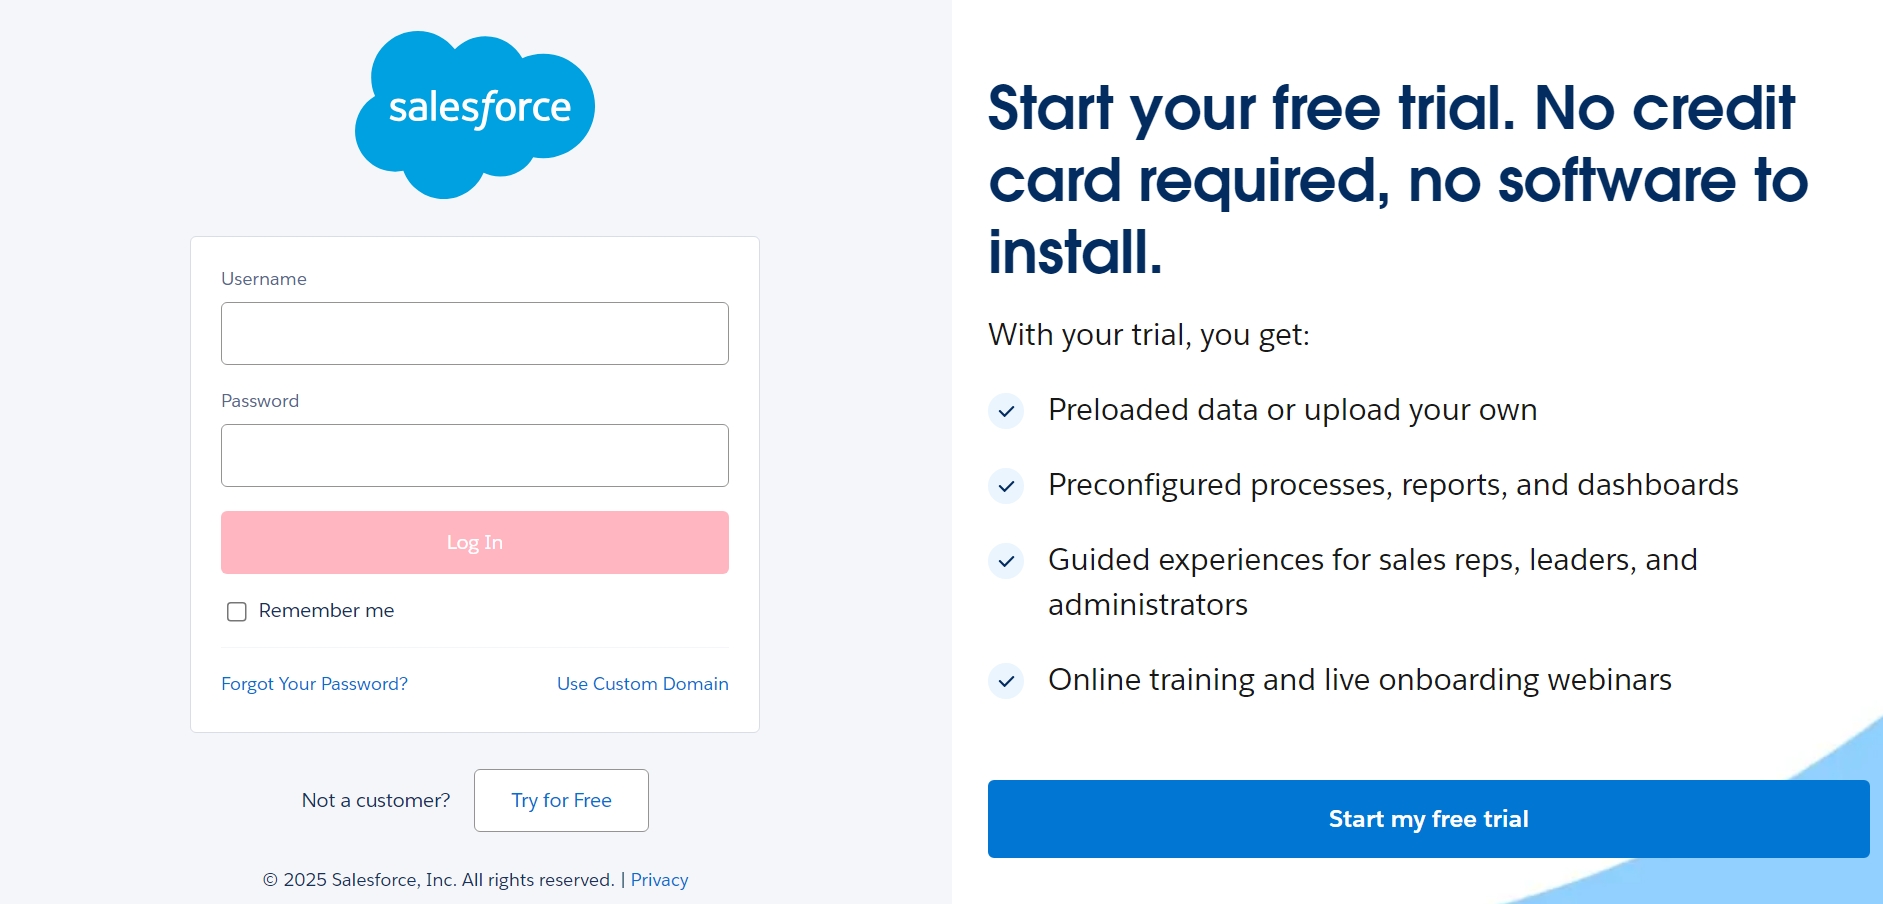 salesforce
Username
Password
Log In
Remember me
Forgot Your Password?
Use Custom Domain
Not a customer?
Try for Free
© 2025 Salesforce, Inc. All rights reserved. | Privacy
Start your free trial. No credit
card required, no software to
install.
With your trial, you get:
Preloaded data or upload your own
Preconfigured processes, reports, and dashboards
Guided experiences for sales reps, leaders, and
administrators
Online training and live onboarding webinars
Start my free trial